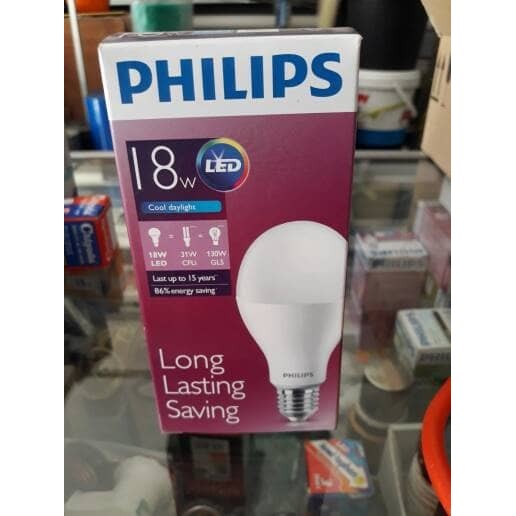 PHILIPS
18W
LED
Cool daylight
18W = 31W = 130W
LED CFLi GLS
Last up to 15 years*
86% energy saving*
PHILIPS
Long
Lasting
Saving